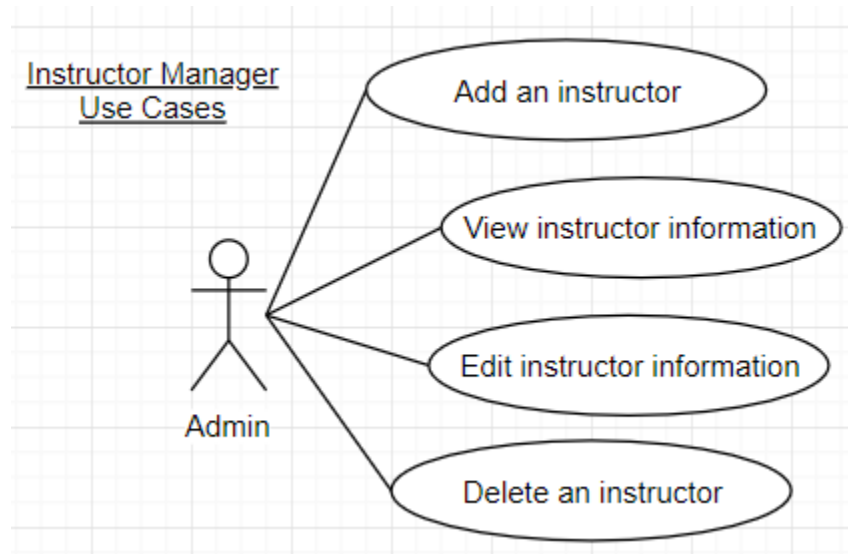 Instructor Manager
Use Cases
Add an instructor
View instructor information
Edit instructor information
Admin
Delete an instructor